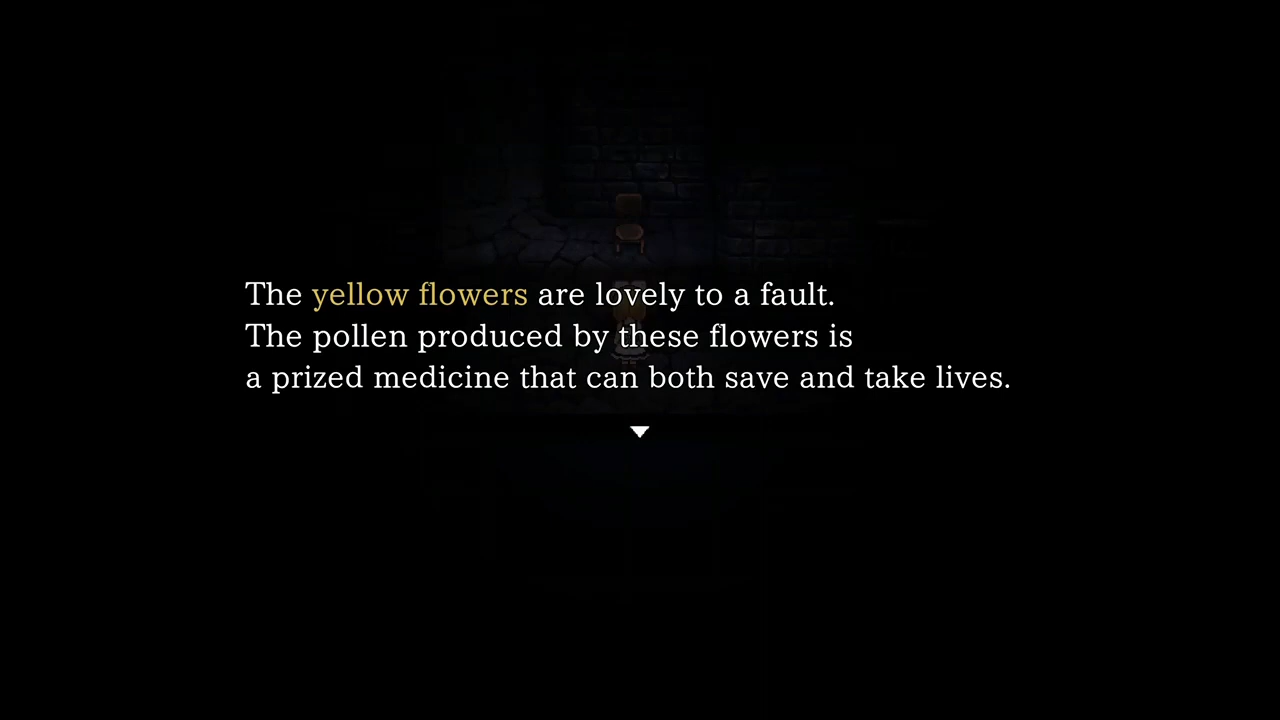 The yellow flowers are lovely to a fault.
The pollen produced by these flowers is
a prized medicine that can both save and take lives.